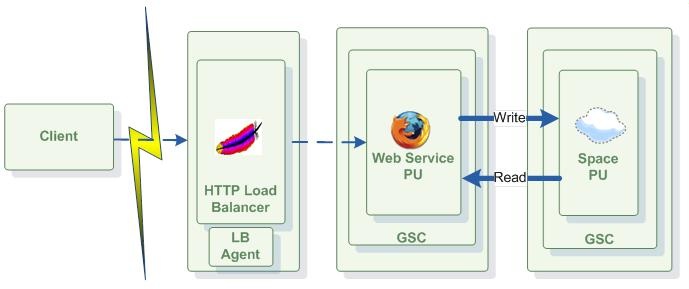 Client
HTTP Load
Balancer
LB
Agent
Web Service
PU
GSC
Write
Read
Space
PU
GSC